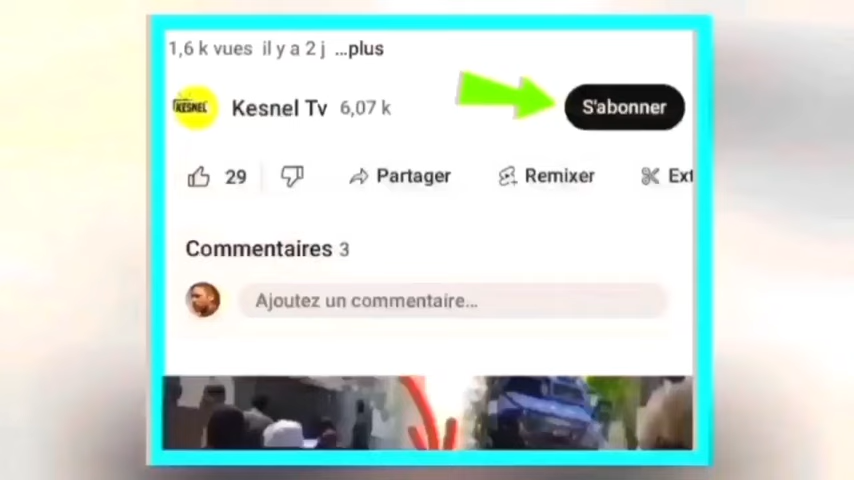 1,6 k vues il y a 2 j ...plus
KESNEL
Kesnel Tv 6,07 k
S'abonner
29
Partager
Remixer
Ext
Commentaires 3
Ajoutez un commentaire...